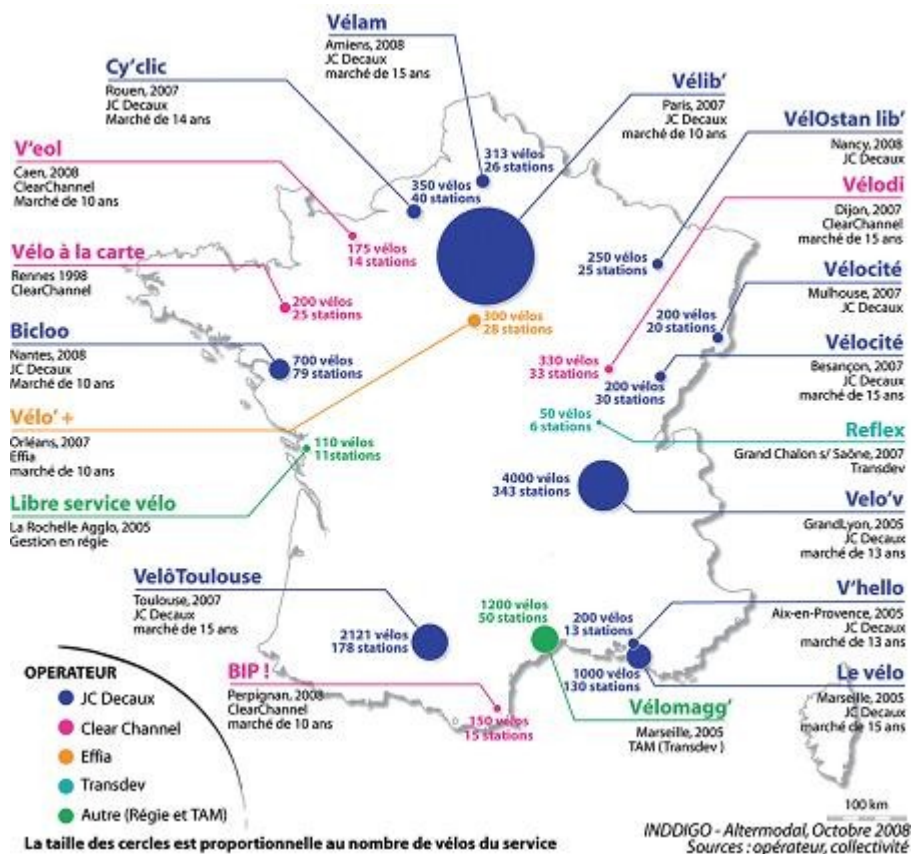 Vélam
Amiens, 2008
JC Decaux
marché de 15 ans
Cy'clic
Rouen, 2007
JC Decaux
Marché de 14 ans
Vélib'
Paris, 2007
JC Decaux
marché de 10 ans
VélOstan lib'
Nancy, 2008
JC Decaux
V'eol
Caen, 2008
ClearChannel
Marché de 10 ans
313 vélos
26 stations
350 vélos
40 stations
Vélodi
Dijon, 2007
ClearChannel
marché de 15 ans
175 vélos
14 stations
250 vélos
25 stations
Vélo à la carte
Rennes 1998
ClearChannel
200 vélos
25 stations
300 vélos
28 stations
200 vélos
20 stations
Vélocité
Mulhouse, 2007
JC Decaux
Bicloo
Nantes, 2008
JC Decaux
Marché de 10 ans
700 vélos
79 stations
330 vélos
33 stations
200 vélos
30 stations
Vélocité
Besançon, 2007
JC Decaux
marché de 15 ans
Vélo' +
Orléans, 2007
Effia
marché de 10 ans
110 vélos
11stations
50 vélos
6 stations
Reflex
Grand Chalon s/ Saône, 2007
Transdev
Libre service vélo
La Rochelle Agglo, 2005
Gestion en régie
4000 vélos
343 stations
Velo'v
GrandLyon, 2005
JC Decaux
marché de 13 ans
VelôToulouse
Toulouse, 2007
JC Decaux
marché de 15 ans
2121 vélos
178 stations
1200 vélos
50 stations
200 vélos
13 stations
V'hello
Aix-en-Provence, 2005
JC Decaux
marché de 13 ans
1000 vélos
130 stations
Le vélo
Marseille, 2005
JC Decaux
marché de 15 ans
BIP !
Perpignan, 2008
ClearChannel
marché de 10 ans
150 vélos
15 stations
Vélomagg'
Marseille, 2005
TAM (Transdev )
OPERATEUR
JC Decaux
Clear Channel
Effia
Transdev
Autre (Régie et TAM)
100 km
La taille des cercles est proportionnelle au nombre de vélos du service
INDDIGO - Altermodal, Octobre 2008
Sources : opérateur, collectivité